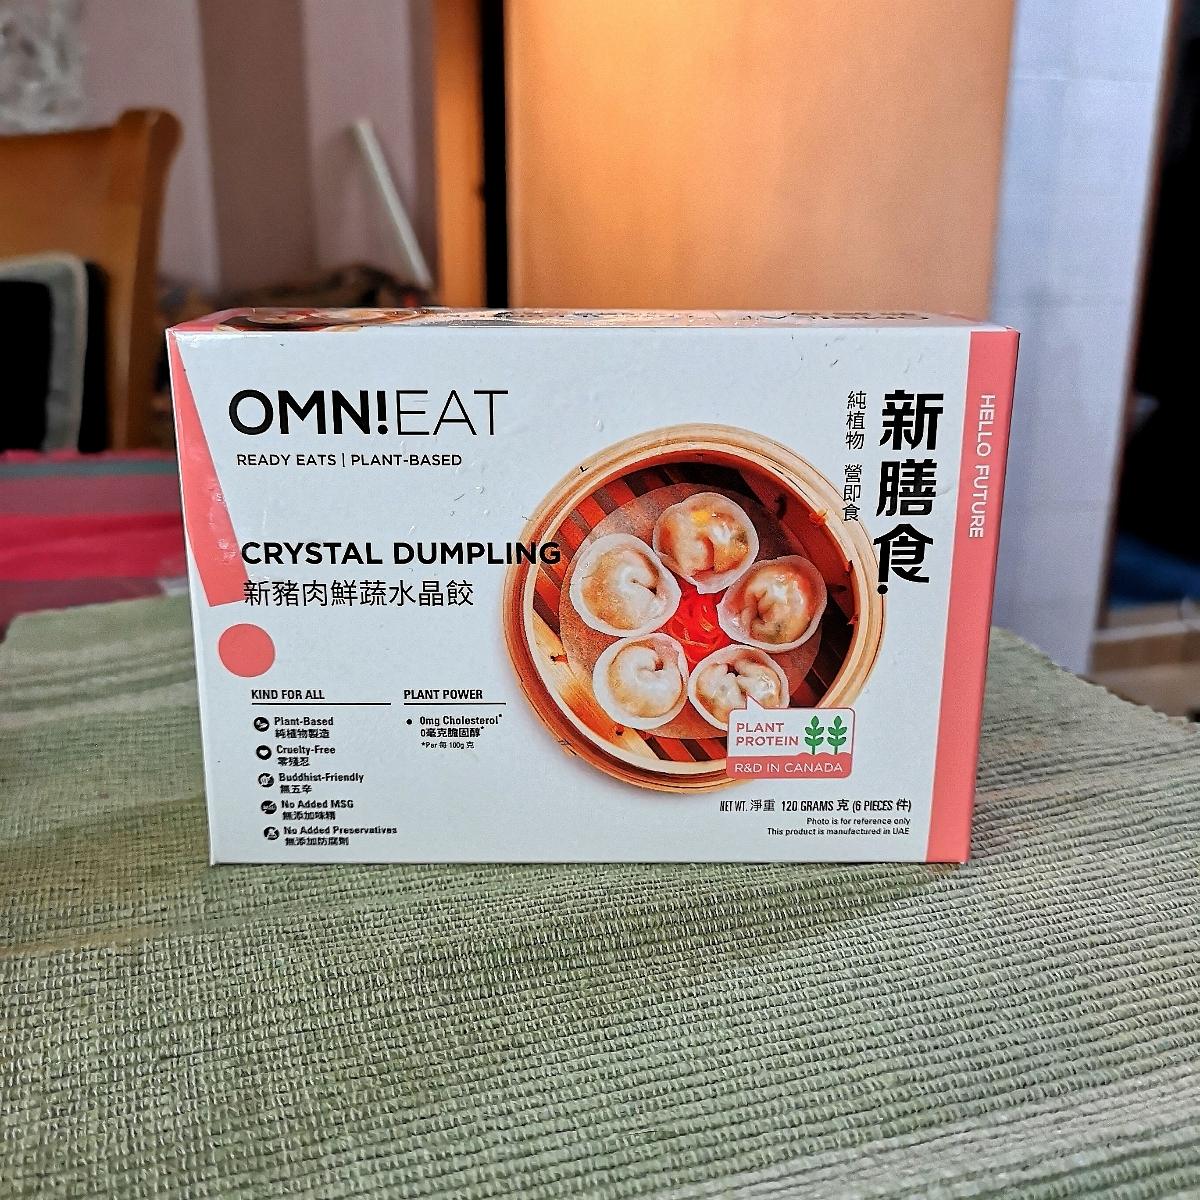 OMN!EAT
READY EATS | PLANT-BASED
CRYSTAL DUMPLING
新豬肉鮮蔬水晶餃
KIND FOR ALL
Plant-Based
純植物製造
Cruelty-Free
零殘忍
Buddhist-Friendly
無五辛
No Added MSG
無添加味精
No Added Preservatives
無添加防腐劑
PLANT POWER
0mg Cholesterol*
0毫克膽固醇*
*Per 每 100g 克
純植物 營即食
新膳食!
HELLO FUTURE
PLANT
PROTEIN
R&D IN CANADA
NET WT. 淨重 120 GRAMS 克 (6 PIECES 件)
Photo is for reference only
This product is manufactured in UAE